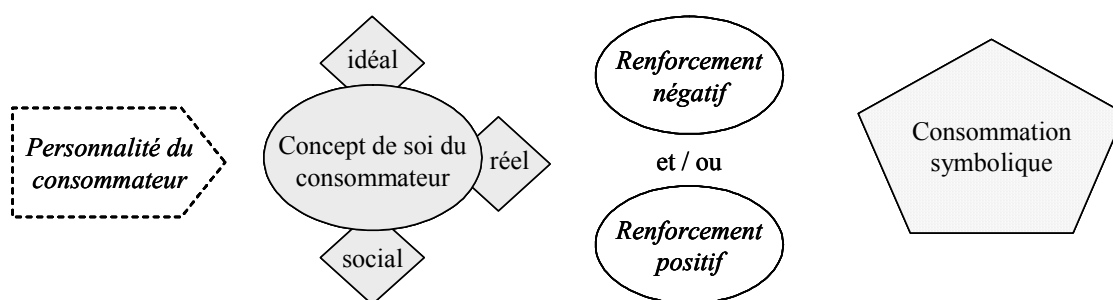 Personnalité du
consommateur
idéal
Concept de soi du
consommateur
réel
social
Renforcement
négatif
et / ou
Renforcement
positif
Consommation
symbolique